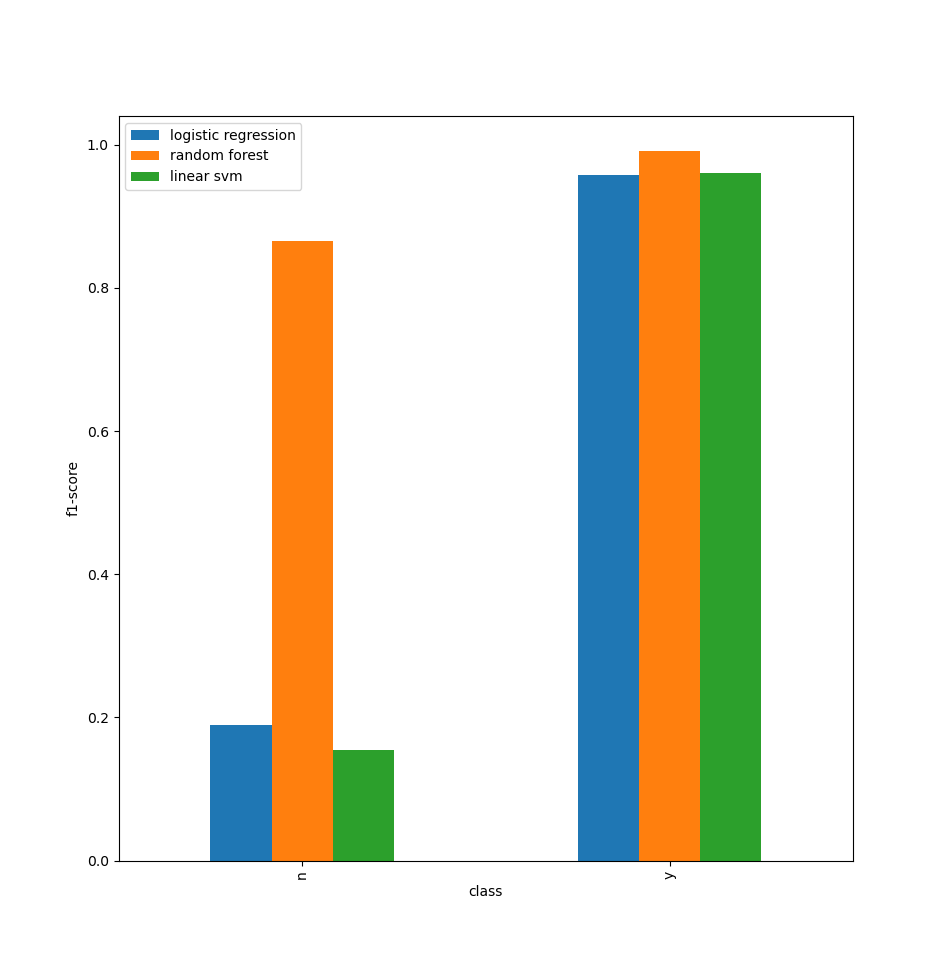 logistic regression
random forest
linear svm
1.0
0.8
0.6
0.4
0.2
0.0
f1-score
n
y
class